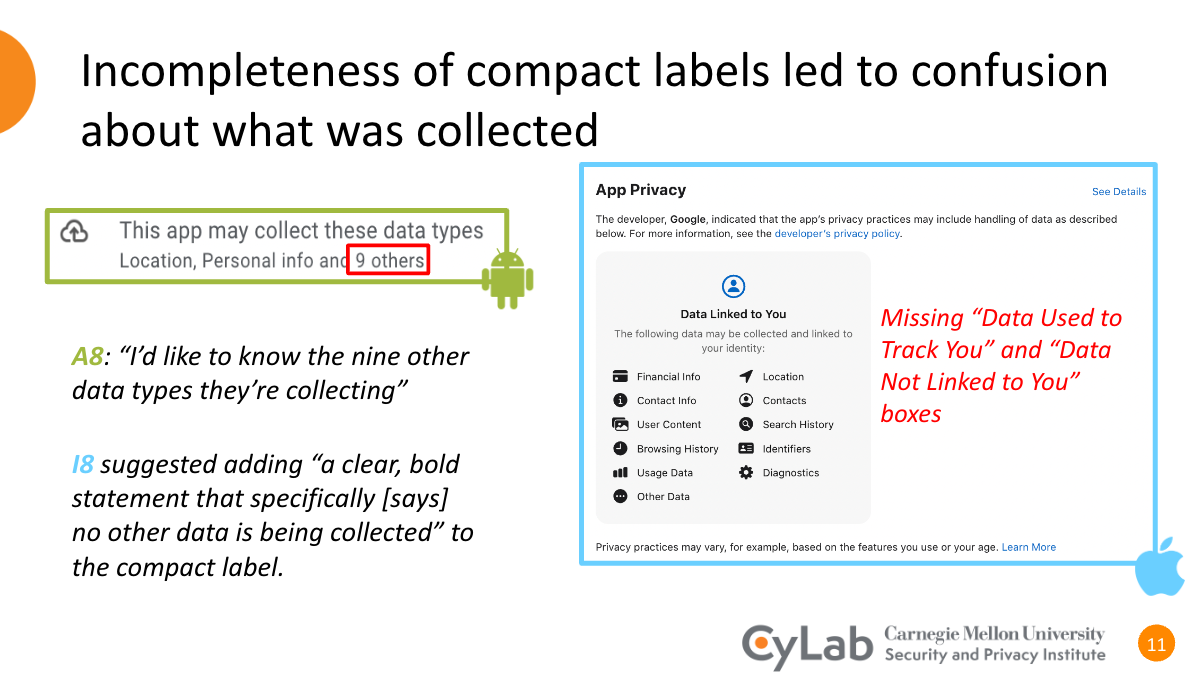 Incompleteness of compact labels led to confusion
about what was collected
This app may collect these data types
Location, Personal info and 9 others
A8: “I’d like to know the nine other
data types they’re collecting”
I8 suggested adding “a clear, bold
statement that specifically [says]
no other data is being collected” to
the compact label.
App Privacy
See Details
The developer, Google, indicated that the app’s privacy practices may include handling of data as described
below. For more information, see the developer’s privacy policy.
Data Linked to You
The following data may be collected and linked to
your identity:
Financial Info
Location
Contact Info
Contacts
User Content
Search History
Browsing History
Identifiers
Usage Data
Diagnostics
Other Data
Privacy practices may vary, for example, based on the features you use or your age. Learn More
Missing “Data Used to
Track You” and “Data
Not Linked to You”
boxes
CyLab
Carnegie Mellon University
Security and Privacy Institute
11